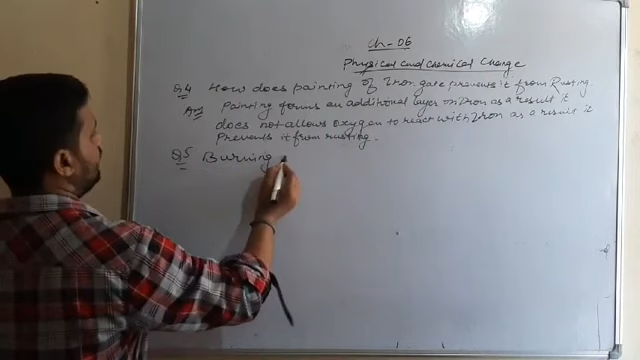 Ch-06
Physical and Chemical Change
Q.4 How does painting of Iron gate prevents it from Rusting.
Ans Painting forms an additional layer on Iron as a result it
does not allows oxygen to react with Iron as a result it
Prevents it from rusting.
Q.5 Burning